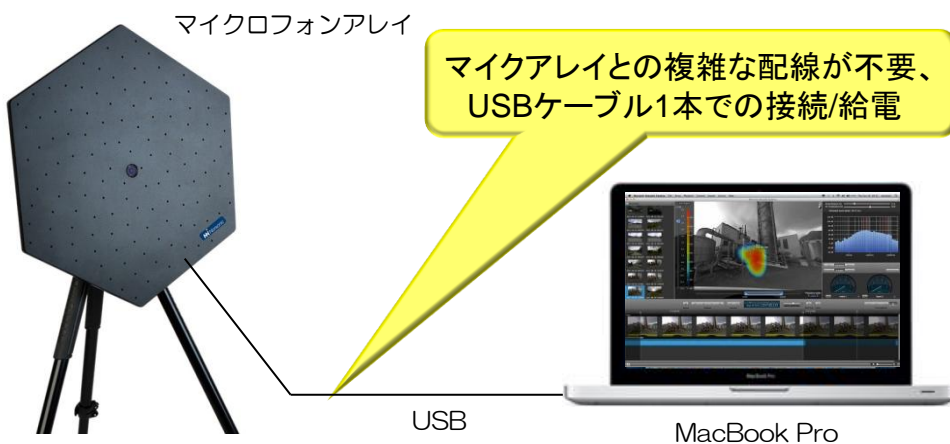 マイクロフォンアレイ
マイクアレイとの複雑な配線が不要、
USBケーブル1本での接続/給電
MacBook Pro
USB
MacBook Pro